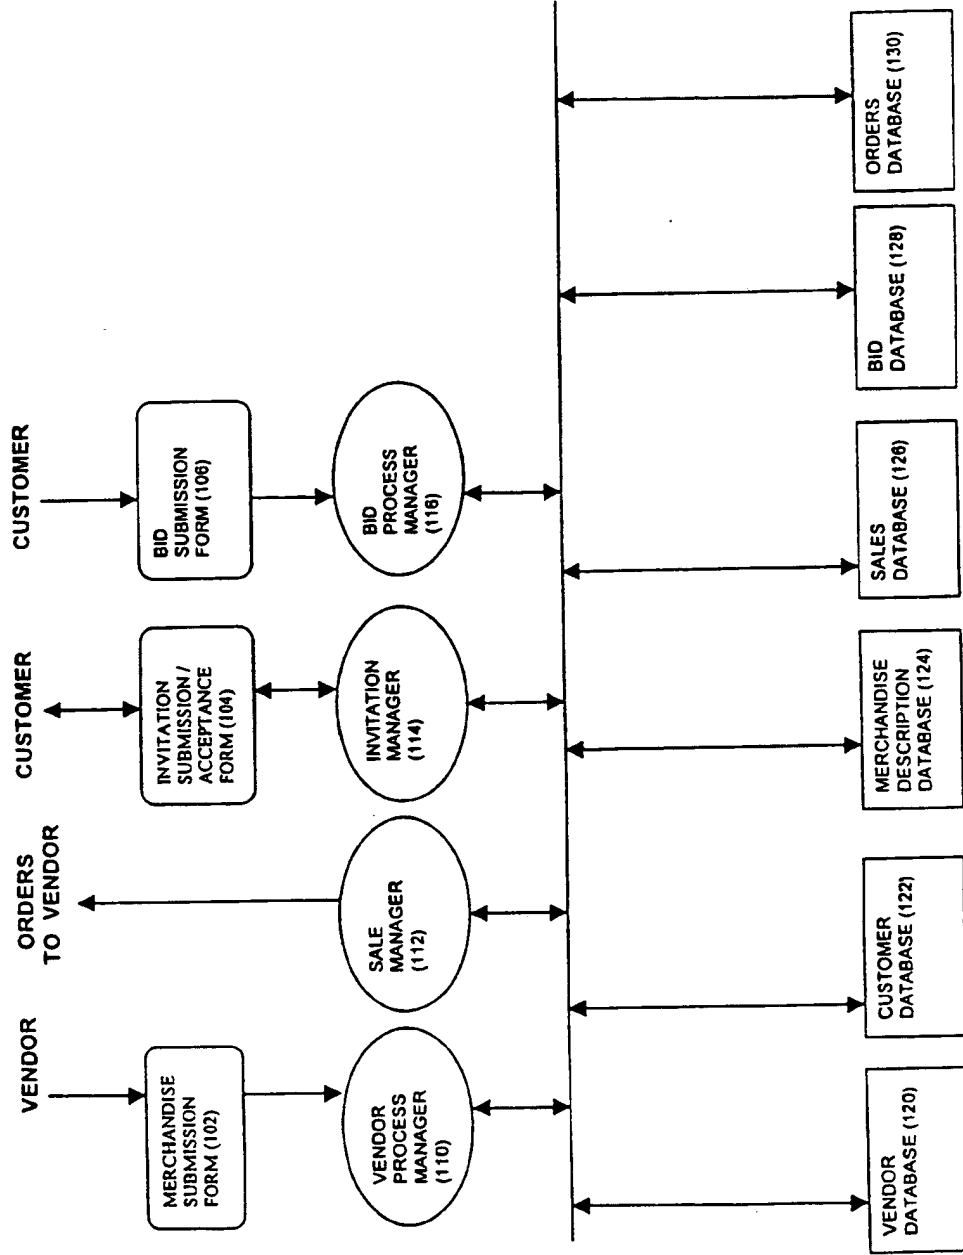 VENDOR
ORDERS
TO VENDOR
CUSTOMER
CUSTOMER
MERCHANDISE
SUBMISSION
FORM (102)
INVITATION
SUBMISSION /
ACCEPTANCE
FORM (104)
BID
SUBMISSION
FORM (106)
VENDOR
PROCESS
MANAGER
(110)
SALE
MANAGER
(112)
INVITATION
MANAGER
(114)
BID
PROCESS
MANAGER
(116)
VENDOR
DATABASE (120)
CUSTOMER
DATABASE (122)
MERCHANDISE
DESCRIPTION
DATABASE (124)
SALES
DATABASE (126)
BID
DATABASE (128)
ORDERS
DATABASE (130)